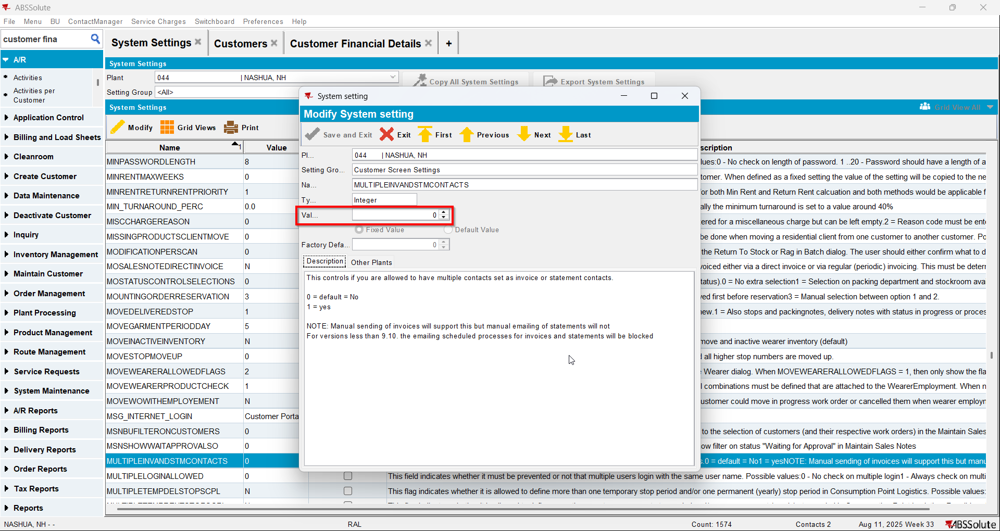 ABSSolute
File Menu BU ContactManager Service Charges Switchboard Preferences Help
customer fina
System Settings
Customers
Customer Financial Details
+
A/R
Activities
Activities per
Customer
Application Control
Billing and Load Sheets
Cleanroom
Create Customer
Data Maintenance
Deactivate Customer
Inquiry
Inventory Management
Maintain Customer
Order Management
Plant Processing
Product Management
Route Management
Service Requests
System Maintenance
A/R Reports
Billing Reports
Delivery Reports
Order Reports
Tax Reports
Reports
System Settings
Plant 044 | NASHUA, NH
Copy All System Settings Export System Settings
Setting Group <All>
System Settings
Grid View All
Modify Grid Views Print
Name 1 Value scription
MINPASSWORDLENGTH 8 lues:0 - No check on length of password. 1 ..20 - Password should have a length of a
MINRENTMAXWEEKS 0 tomer. When defined as a fixed setting the value of the setting will be copied to the ne
MINRENTRETURNRENTPRIORITY 1 or both Min Rent and Return Rent calcuation and both methods would be applicable f
MIN_TURNAROUND_PERC 0.0 ally the minimum turnaround is set to a value around 40%
MISCCHARGEREASON 0 ered for a miscellaneous charge but can be left empty.2 = Reason code must be ent
MISSINGPRODUCTSCLIENTMOVE 0 be done when moving a residential client from one customer to another customer. Po
MODIFICATIONPERSCAN 0 the Return To Stock or Rag in Batch dialog. The user should either confirm what to d
MOSALESNOTEDIRECTINVOICE N voiced either via a direct invoice or via regular (periodic) invoicing. This must be deter
MOSTATUSCONTROLSELECTIONS 0 tatus).0 = No extra selection1 = Selection on packing department and stockroom ava
MOUNTINGORDERRESERVATION 3 ved first before reservation3 = Manual selection between option 1 and 2.
MOVEDELIVEREDSTOP 1 new.1 = Also stops and packingnotes, delivery notes with status in progress or proces
MOVEGARMENTPERIODDAY 5
MOVEINACTIVEINVENTORY N move and inactive wearer inventory (default)
MOVESTOPMOVEUP 0 all higher stop numbers are moved up.
MOVEWEARERALLOWEDFLAGS 2 Wearer dialog. When MOVEWEARERALLOWEDFLAGS = 1, then only show the fla
MOVEWEARERPRODUCTCHECK 1 combinations must be defined that are attached to the WearerEmployment. When n
MOVEWOWITHEMPLOYEMENT N ustomer could move in progress work order or cancelled them when wearer employn
MSG_INTERNET_LOGIN Customer Porta
MSNBUFILTERONCUSTOMERS 0 to the selection of customers (and their respective work orders) in the Maintain Sales
MSNSHOWWAITAPPROVALSO 0 ow filter on status "Waiting for Approval" in Maintain Sales Notes
MULTIPLEINVANDSTMCONTACTS 0 s.0 = default = No1 = yesNOTE: Manual sending of invoices will support this but manu
MULTIPLELOGINALLOWED 0 This field indicates whether it must be prevented or not that multiple users login with the same user name. Possible values:0 - No check on multiple login1 - Always check on multi
MULTIPLETEMPDELSTOPSCPL N This flag indicates whether it is allowed to define more than one temporary stop period and/or one permanent (yearly) stop period in Consumption Point Logistics. Possible values:
System setting
Modify System setting
Save and Exit Exit First Previous Next Last
Pl... 044 | NASHUA, NH
Setting Gro... Customer Screen Settings
Na... MULTIPLEINVANDSTMCONTACTS
Ty... Integer
Val... 0
Fixed Value Default Value
Factory Defa... 0
Description Other Plants
This controls if you are allowed to have multiple contacts set as invoice or statement contacts.
0 = default = No
1 = yes
NOTE: Manual sending of invoices will support this but manual emailing of statements will not
For versions less than 9.10. the emailing scheduled processes for invoices and statements will be blocked
NASHUA, NH - - RAL Count: 1574 Contacts 2 Aug 11, 2025 Week 33 ABSSolute